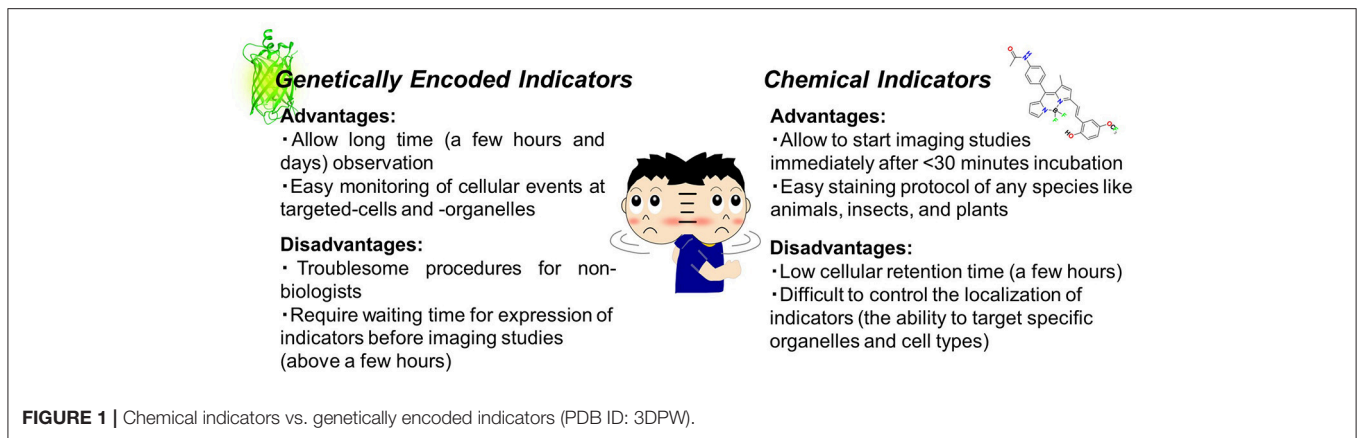 Genetically Encoded Indicators
Advantages:
・Allow long time (a few hours and
days) observation
・Easy monitoring of cellular events at
targeted-cells and -organelles
Disadvantages:
・ Troublesome procedures for non-
biologists
・Require waiting time for expression of
indicators before imaging studies
(above a few hours)
Chemical Indicators
Advantages:
・Allow to start imaging studies
immediately after <30 minutes incubation
・Easy staining protocol of any species like
animals, insects, and plants
Disadvantages:
・Low cellular retention time (a few hours)
・Difficult to control the localization of
indicators (the ability to target specific
organelles and cell types)
FIGURE 1 | Chemical indicators vs. genetically encoded indicators (PDB ID: 3DPW).